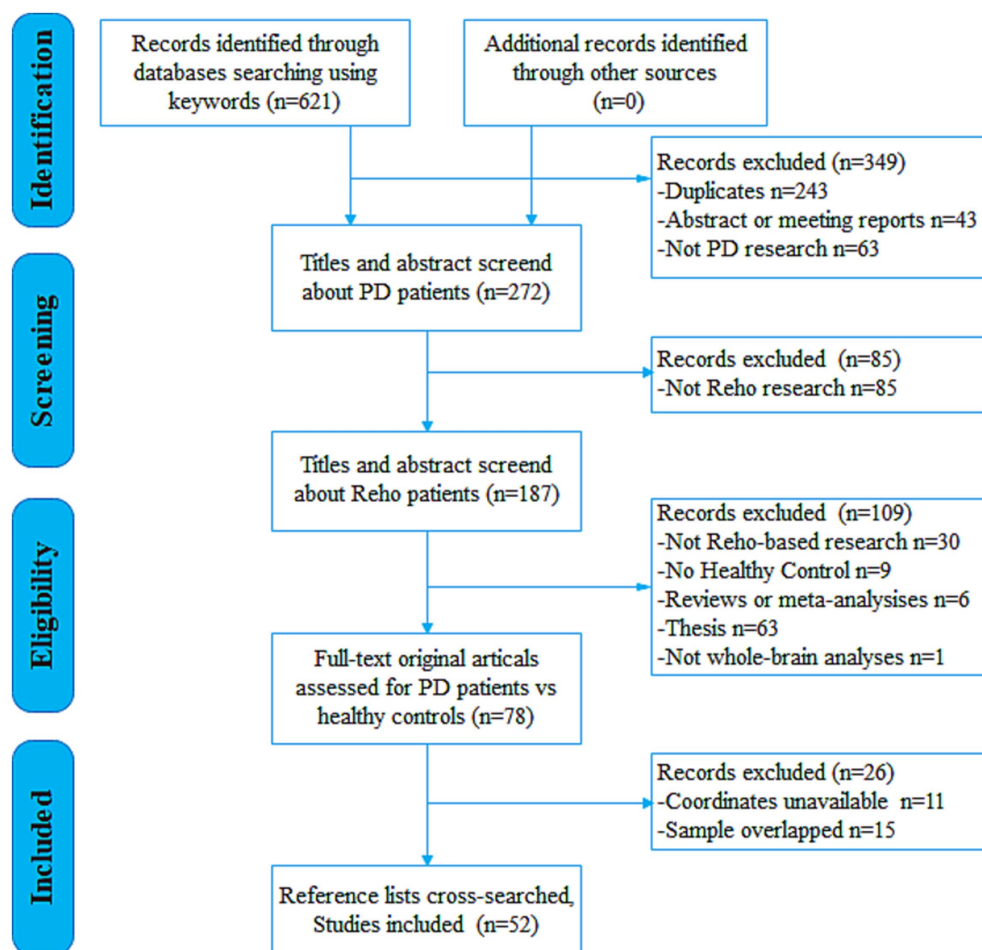 Identification
Records identified through
databases searching using
keywords (n=621)
Additional records identified
through other sources
(n=0)
Records excluded (n=349)
-Duplicates n=243
-Abstract or meeting reports n=43
-Not PD research n=63
Screening
Titles and abstract screend
about PD patients (n=272)
Records excluded  (n=85)
-Not Reho research n=85
Titles and abstract screend
about Reho patients (n=187)
Eligibility
Records excluded  (n=109)
-Not Reho-based research n=30
-No Healthy Control n=9
-Reviews or meta-analysises n=6
-Thesis n=63
-Not whole-brain analyses n=1
Full-text original articals
assessed for PD patients vs
healthy controls (n=78)
Included
Records excluded (n=26)
-Coordinates unavailable  n=11
-Sample overlapped n=15
Reference lists cross-searched,
Studies included  (n=52)